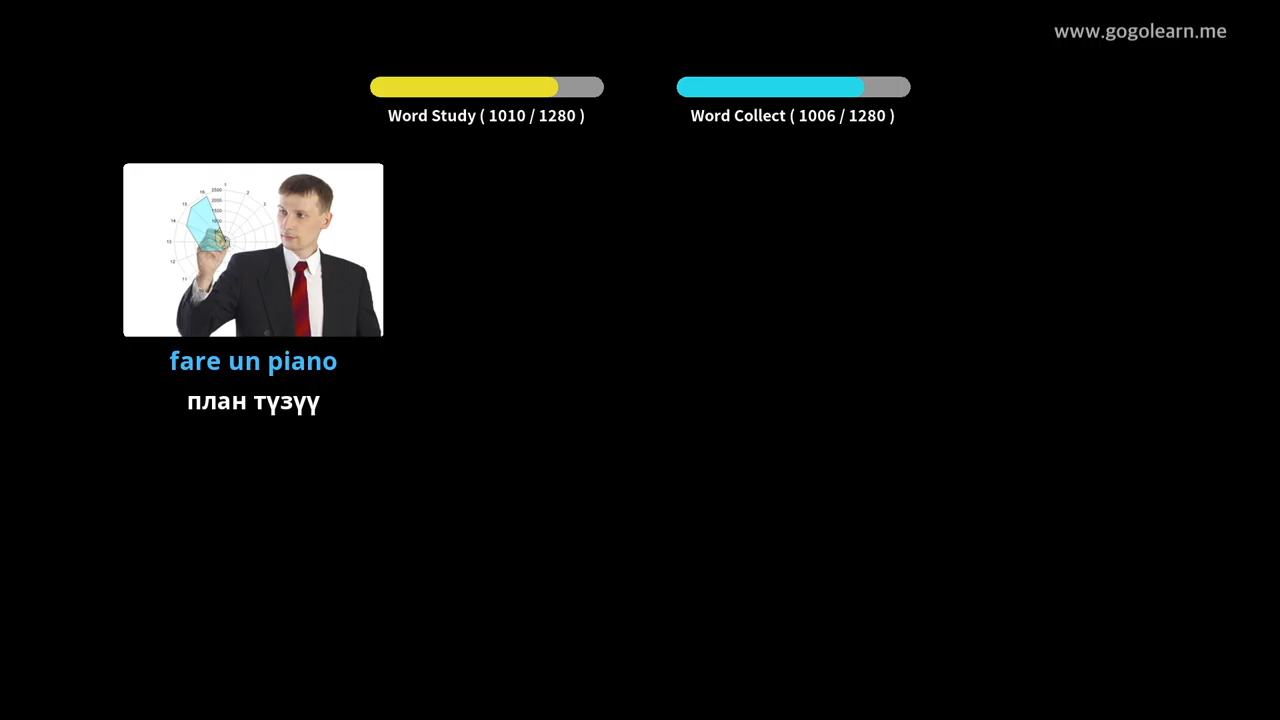 www.gogolearn.me
Word Study ( 1010 / 1280 )
Word Collect ( 1006 / 1280 )
fare un piano
план түзүү